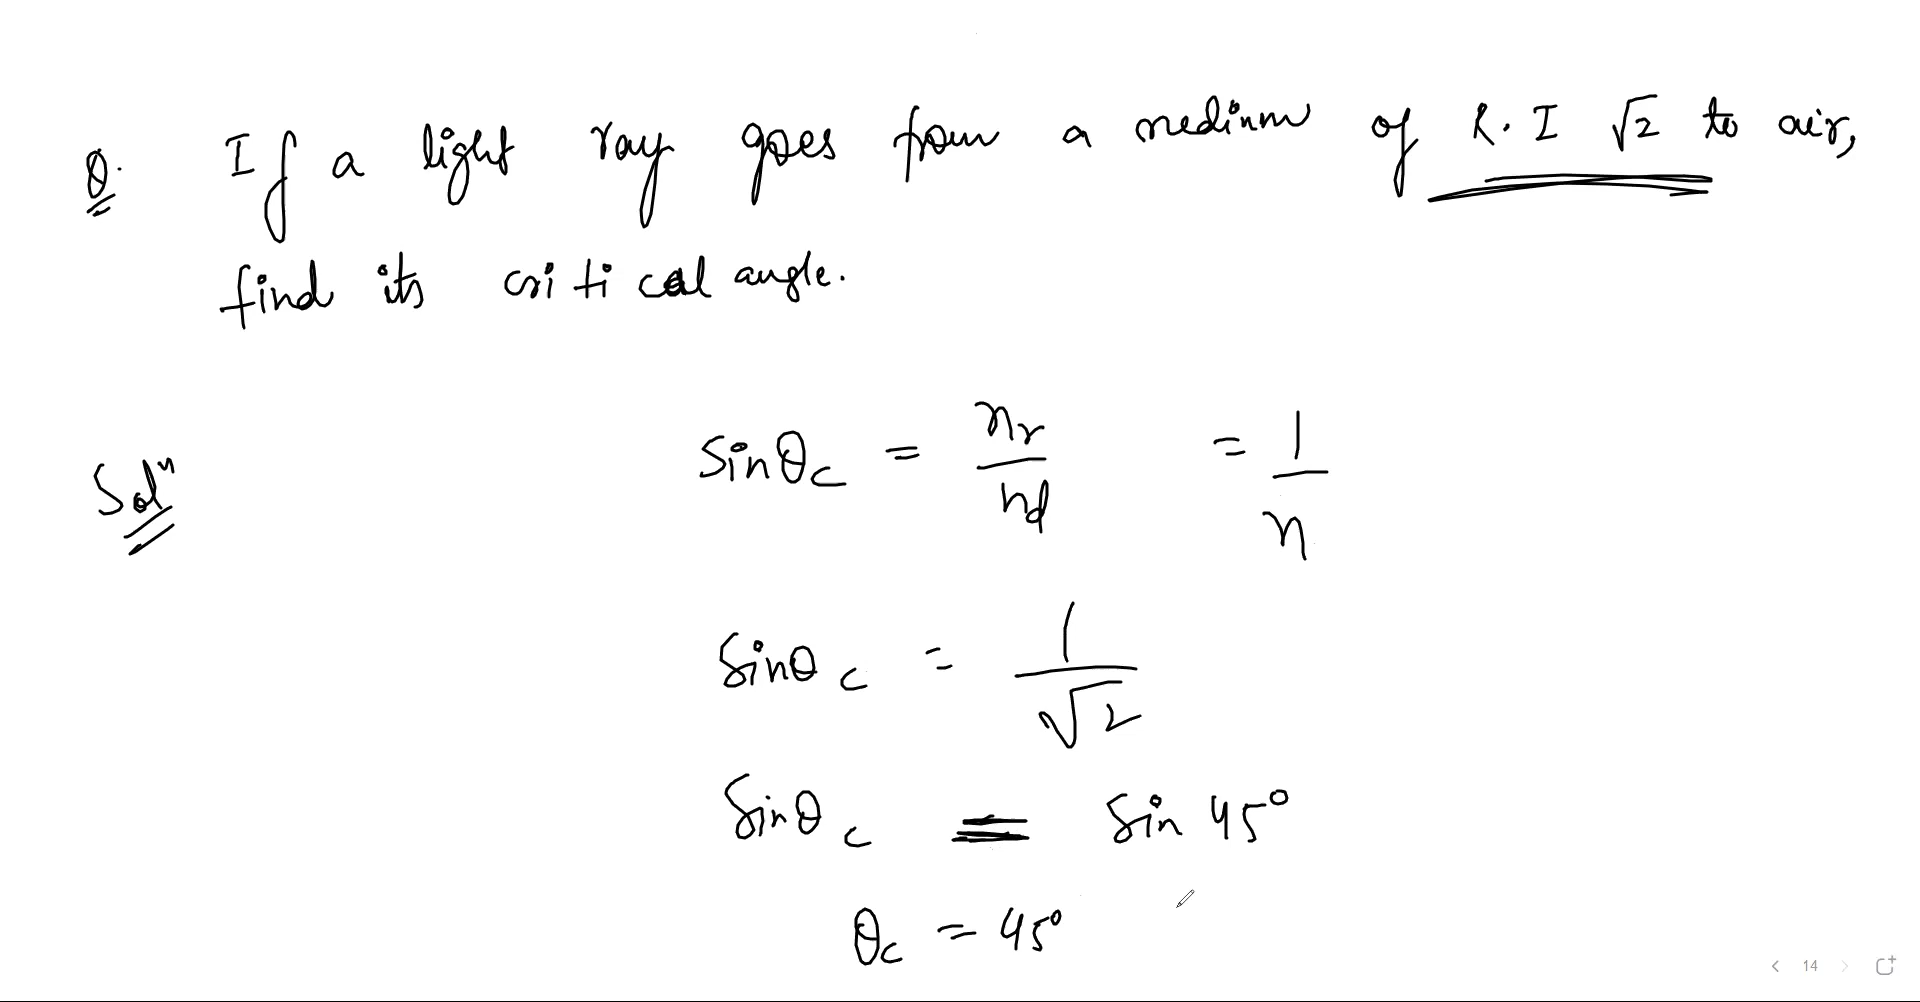 Q. If a light ray goes from a medium of R.I √2 to air,
find its critical angle.
Solⁿ
sinθc = nr/nd = 1/n
sinθc = 1/√2
sinθc = sin 45°
θc = 45°
14